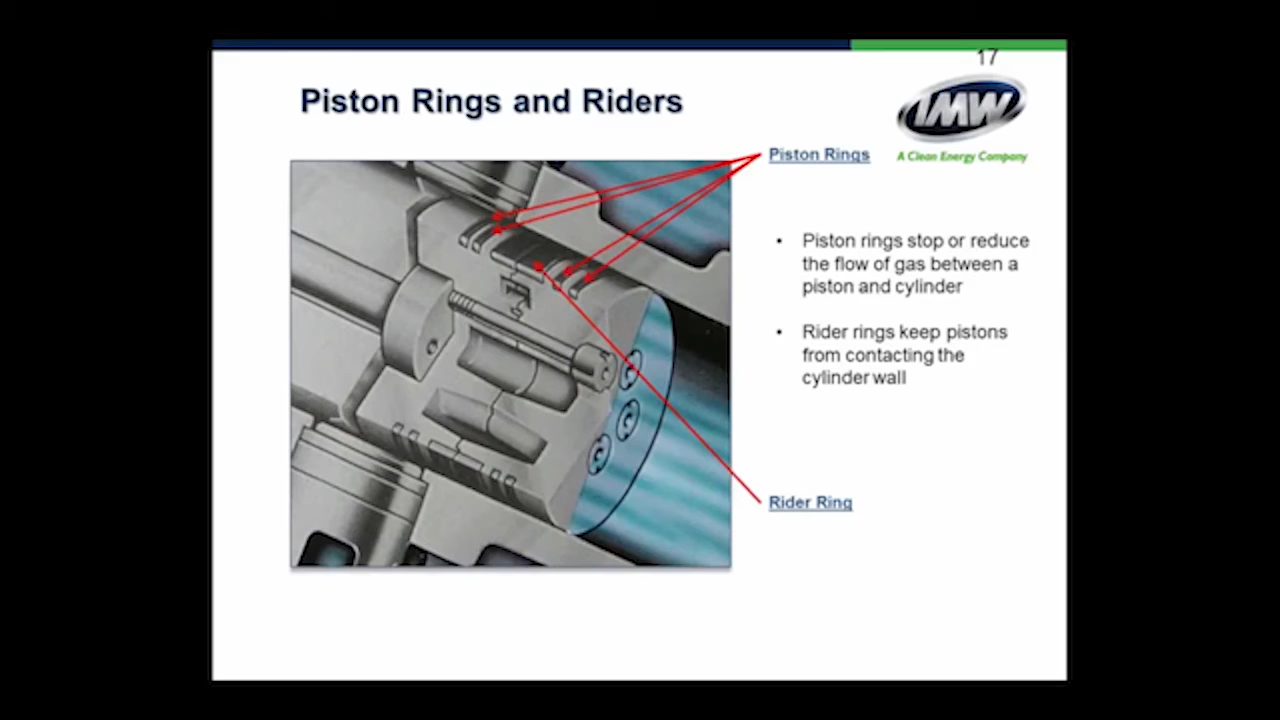 17
Piston Rings and Riders
IMW
A Clean Energy Company
Piston Rings
• Piston rings stop or reduce
the flow of gas between a
piston and cylinder
• Rider rings keep pistons
from contacting the
cylinder wall
Rider Ring